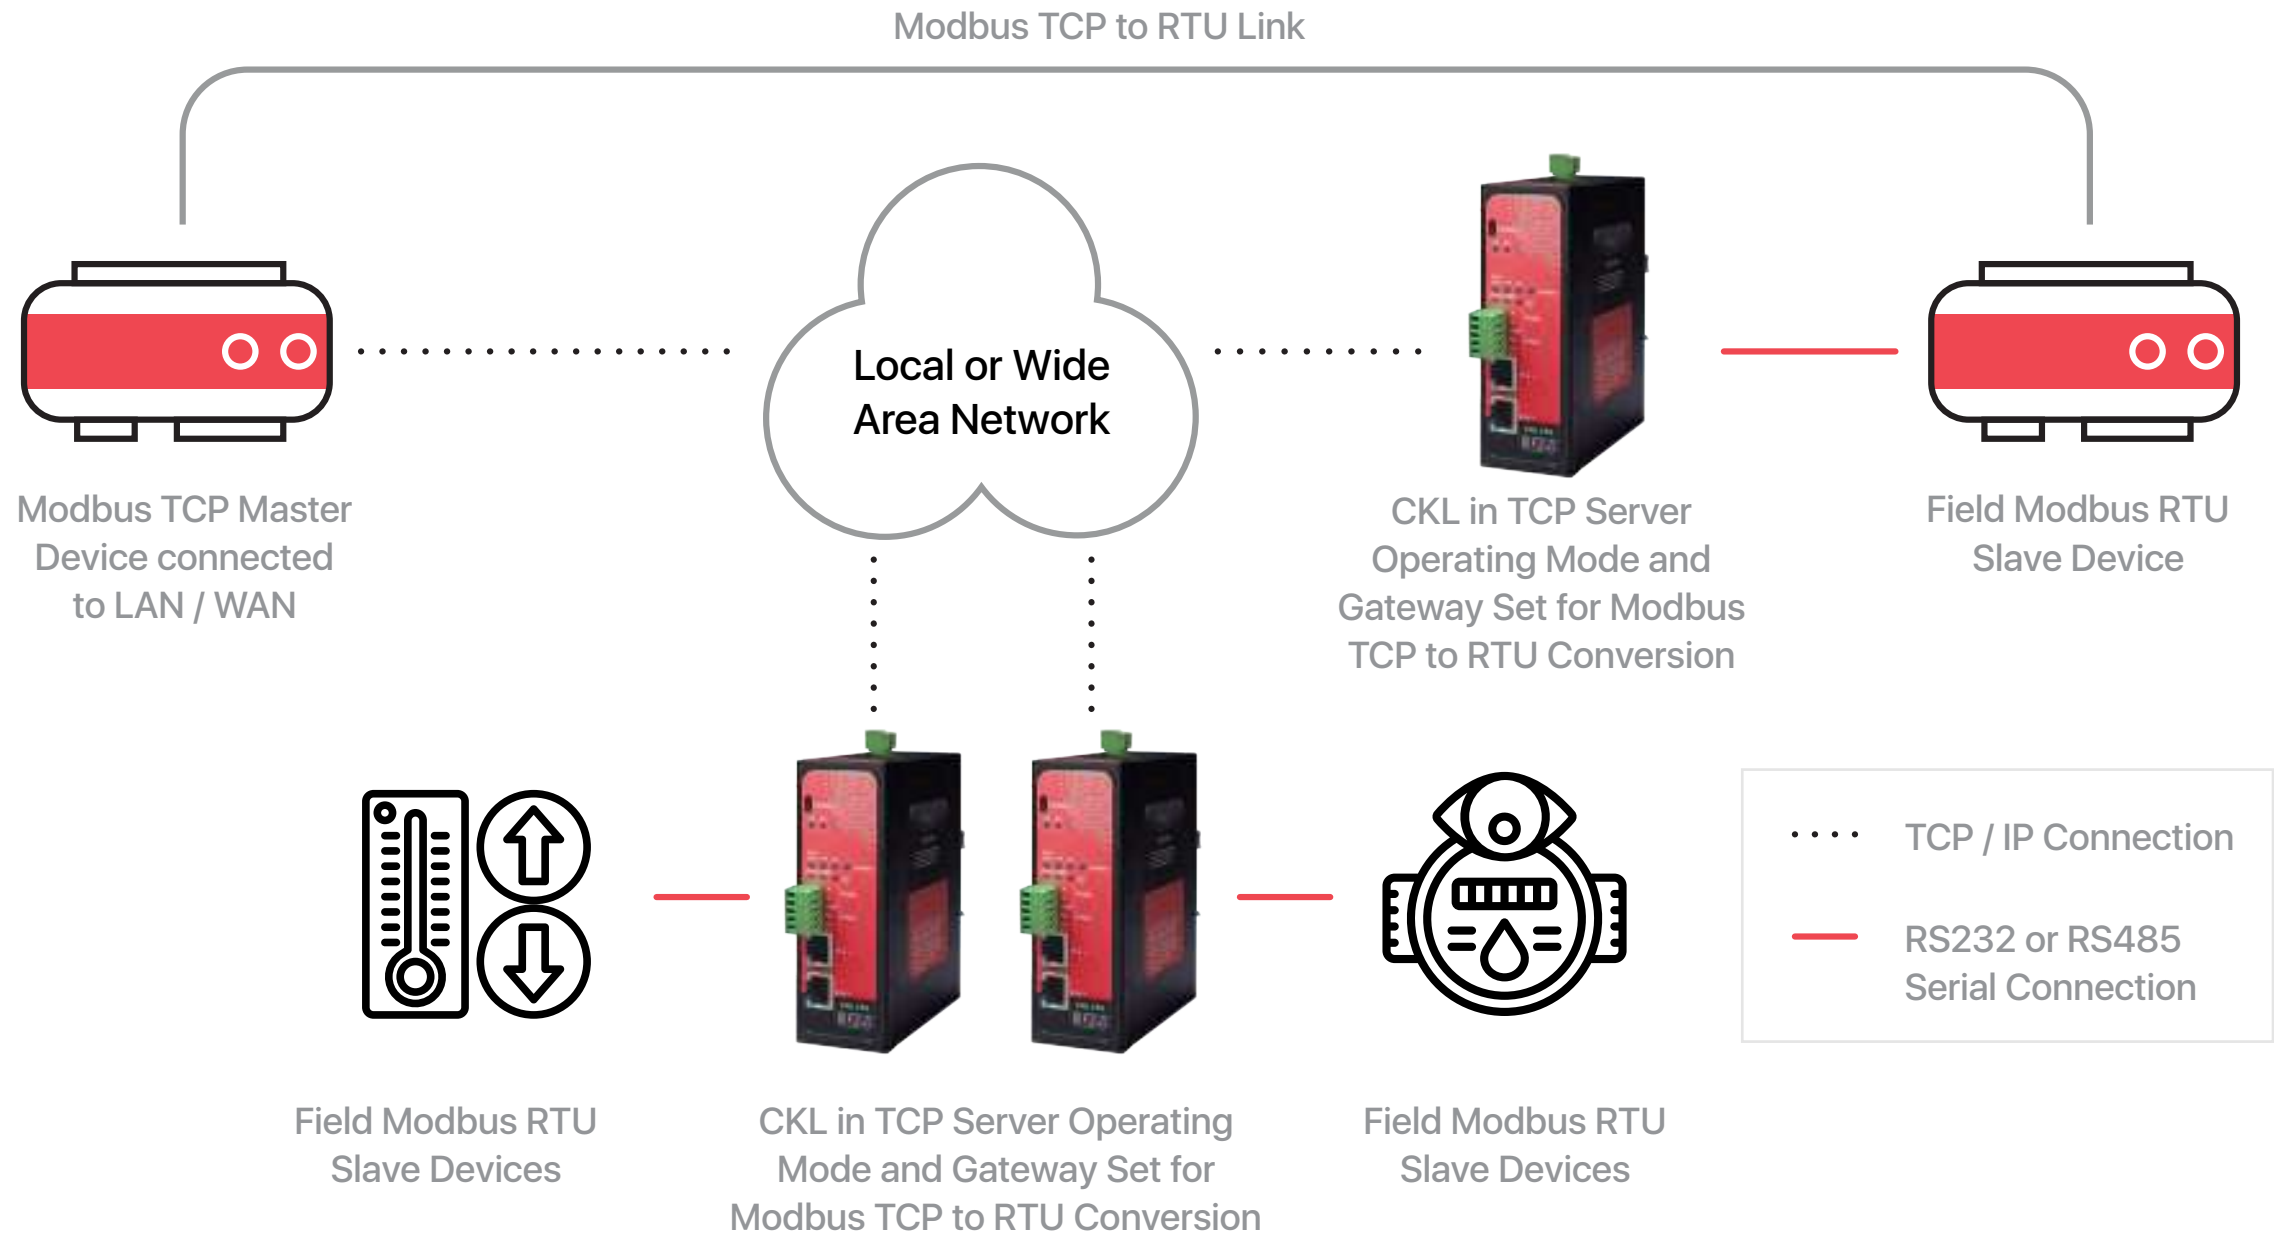 Modbus TCP to RTU Link
Local or Wide
Area Network
Modbus TCP Master
Device connected
to LAN / WAN
CKL in TCP Server
Operating Mode and
Gateway Set for Modbus
TCP to RTU Conversion
Field Modbus RTU
Slave Device
TCP / IP Connection
RS232 or RS485
Serial Connection
Field Modbus RTU
Slave Devices
CKL in TCP Server Operating
Mode and Gateway Set for
Modbus TCP to RTU Conversion
Field Modbus RTU
Slave Devices